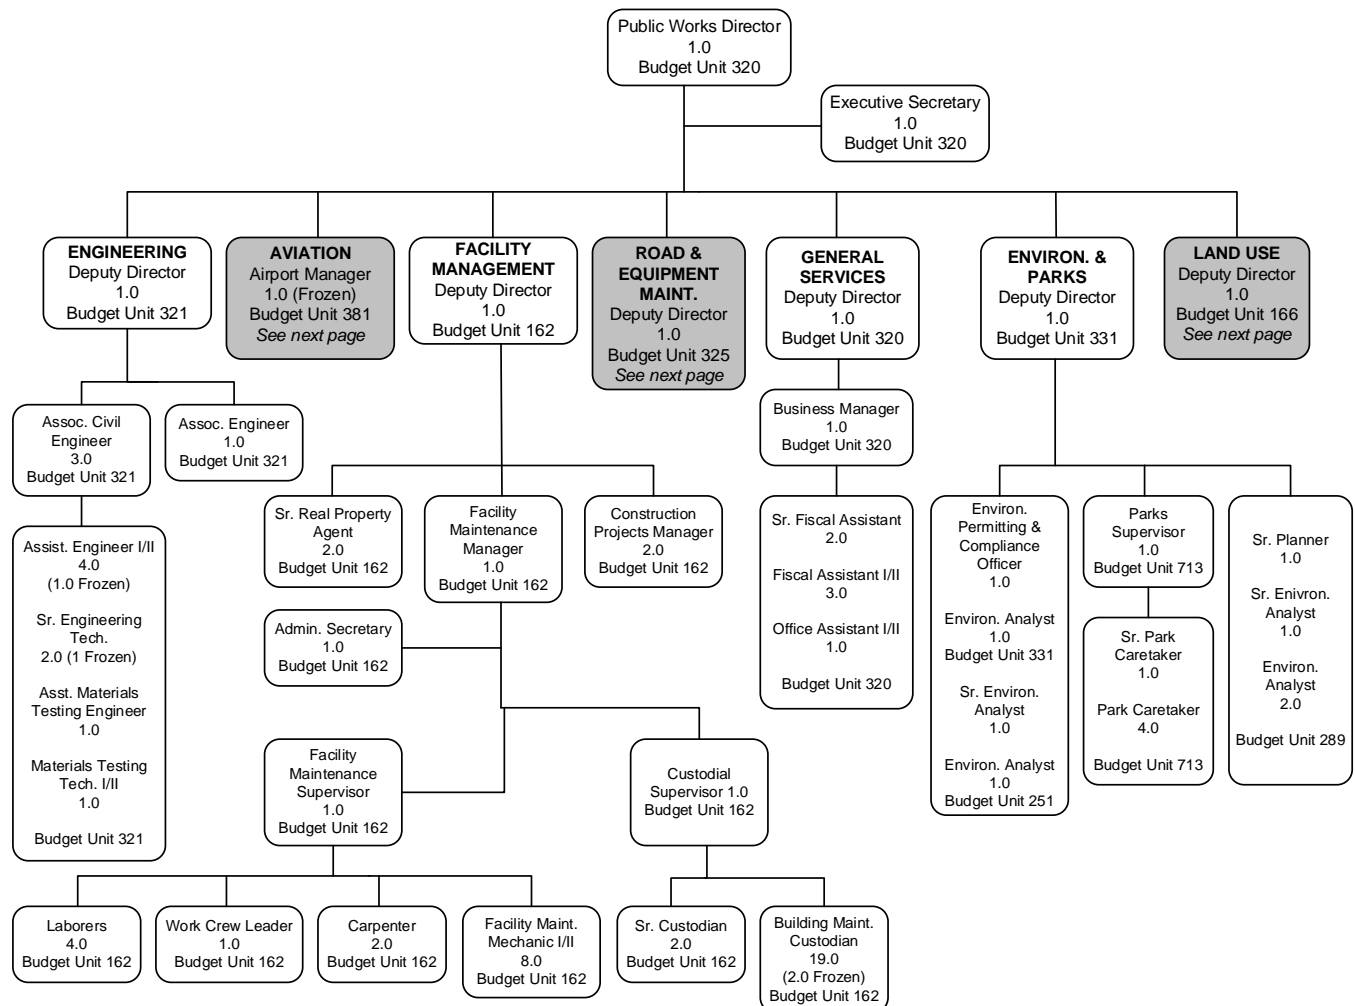 Public Works Director
1.0
Budget Unit 320
Executive Secretary
1.0
Budget Unit 320
ENGINEERING
Deputy Director
1.0
Budget Unit 321
AVIATION
Airport Manager
1.0 (Frozen)
Budget Unit 381
See next page
FACILITY
MANAGEMENT
Deputy Director
1.0
Budget Unit 162
ROAD &
EQUIPMENT
MAINT.
Deputy Director
1.0
Budget Unit 325
See next page
GENERAL
SERVICES
Deputy Director
1.0
Budget Unit 320
ENVIRON. &
PARKS
Deputy Director
1.0
Budget Unit 331
LAND USE
Deputy Director
1.0
Budget Unit 166
See next page
Assoc. Civil
Engineer
3.0
Budget Unit 321
Assoc. Engineer
1.0
Budget Unit 321
Business Manager
1.0
Budget Unit 320
Assist. Engineer I/II
4.0
(1.0 Frozen)
Sr. Engineering
Tech.
2.0 (1 Frozen)
Asst. Materials
Testing Engineer
1.0
Materials Testing
Tech. I/II
1.0
Budget Unit 321
Sr. Real Property
Agent
2.0
Budget Unit 162
Facility
Maintenance
Manager
1.0
Budget Unit 162
Construction
Projects Manager
2.0
Budget Unit 162
Sr. Fiscal Assistant
2.0
Fiscal Assistant I/II
3.0
Office Assistant I/II
1.0
Budget Unit 320
Environ.
Permitting &
Compliance
Officer
1.0
Environ. Analyst
1.0
Budget Unit 331
Sr. Environ.
Analyst
1.0
Environ. Analyst
1.0
Budget Unit 251
Parks
Supervisor
1.0
Budget Unit 713
Sr. Park
Caretaker
1.0
Park Caretaker
4.0
Budget Unit 713
Sr. Planner
1.0
Sr. Enivron.
Analyst
1.0
Environ.
Analyst
2.0
Budget Unit 289
Admin. Secretary
1.0
Budget Unit 162
Facility
Maintenance
Supervisor
1.0
Budget Unit 162
Custodial
Supervisor 1.0
Budget Unit 162
Laborers
4.0
Budget Unit 162
Work Crew Leader
1.0
Budget Unit 162
Carpenter
2.0
Budget Unit 162
Facility Maint.
Mechanic I/II
8.0
Budget Unit 162
Sr. Custodian
2.0
Budget Unit 162
Building Maint.
Custodian
19.0
(2.0 Frozen)
Budget Unit 162